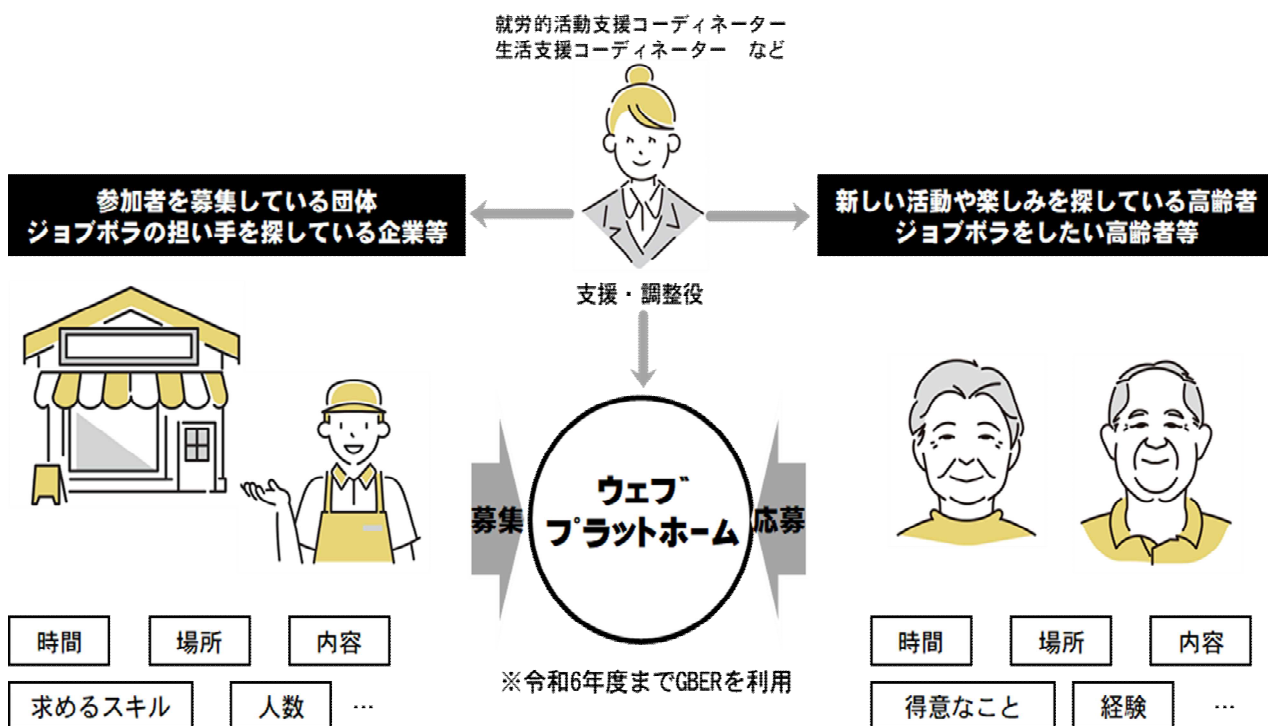 就労的活動支援コーディネーター
生活支援コーディネーター　など
参加者を募集している団体
ジョブボラの担い手を探している企業等
新しい活動や楽しみを探している高齢者
ジョブボラをしたい高齢者等
支援・調整役
募集
ウェブ
プラットホーム
応募
時間
場所
内容
求めるスキル
人数
…
※令和6年度までGBERを利用
時間
場所
内容
得意なこと
経験
…